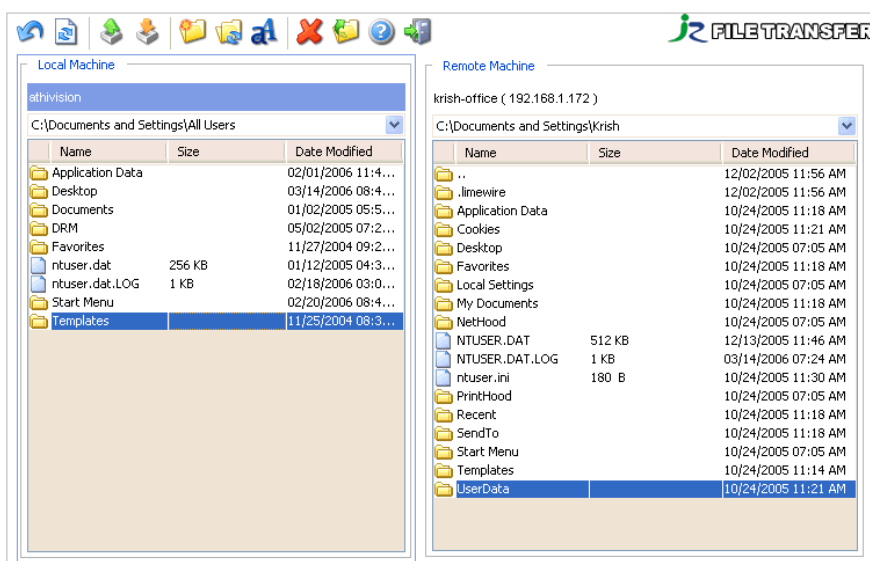 FILE TRANSFER
Local Machine
athivision
C:\Documents and Settings\All Users
Name Size Date Modified
Application Data 02/01/2006 11:4...
Desktop 03/14/2006 08:4...
Documents 01/02/2005 05:5...
DRM 05/02/2005 07:2...
Favorites 11/27/2004 09:2...
ntuser.dat 256 KB 01/12/2005 04:3...
ntuser.dat.LOG 1 KB 02/18/2006 03:0...
Start Menu 02/20/2006 08:4...
Templates 11/25/2004 08:3...
Remote Machine
krish-office ( 192.168.1.172 )
C:\Documents and Settings\Krish
Name Size Date Modified
.. 12/02/2005 11:56 AM
.limewire 12/02/2005 11:56 AM
Application Data 10/24/2005 11:18 AM
Cookies 10/24/2005 11:21 AM
Desktop 10/24/2005 07:05 AM
Favorites 10/24/2005 11:18 AM
Local Settings 10/24/2005 07:05 AM
My Documents 10/24/2005 11:18 AM
NetHood 10/24/2005 07:05 AM
NTUSER.DAT 512 KB 12/13/2005 11:46 AM
NTUSER.DAT.LOG 1 KB 03/14/2006 07:24 AM
ntuser.ini 180 B 10/24/2005 11:30 AM
PrintHood 10/24/2005 07:05 AM
Recent 10/24/2005 11:18 AM
SendTo 10/24/2005 11:18 AM
Start Menu 10/24/2005 07:05 AM
Templates 10/24/2005 11:14 AM
UserData 10/24/2005 11:21 AM